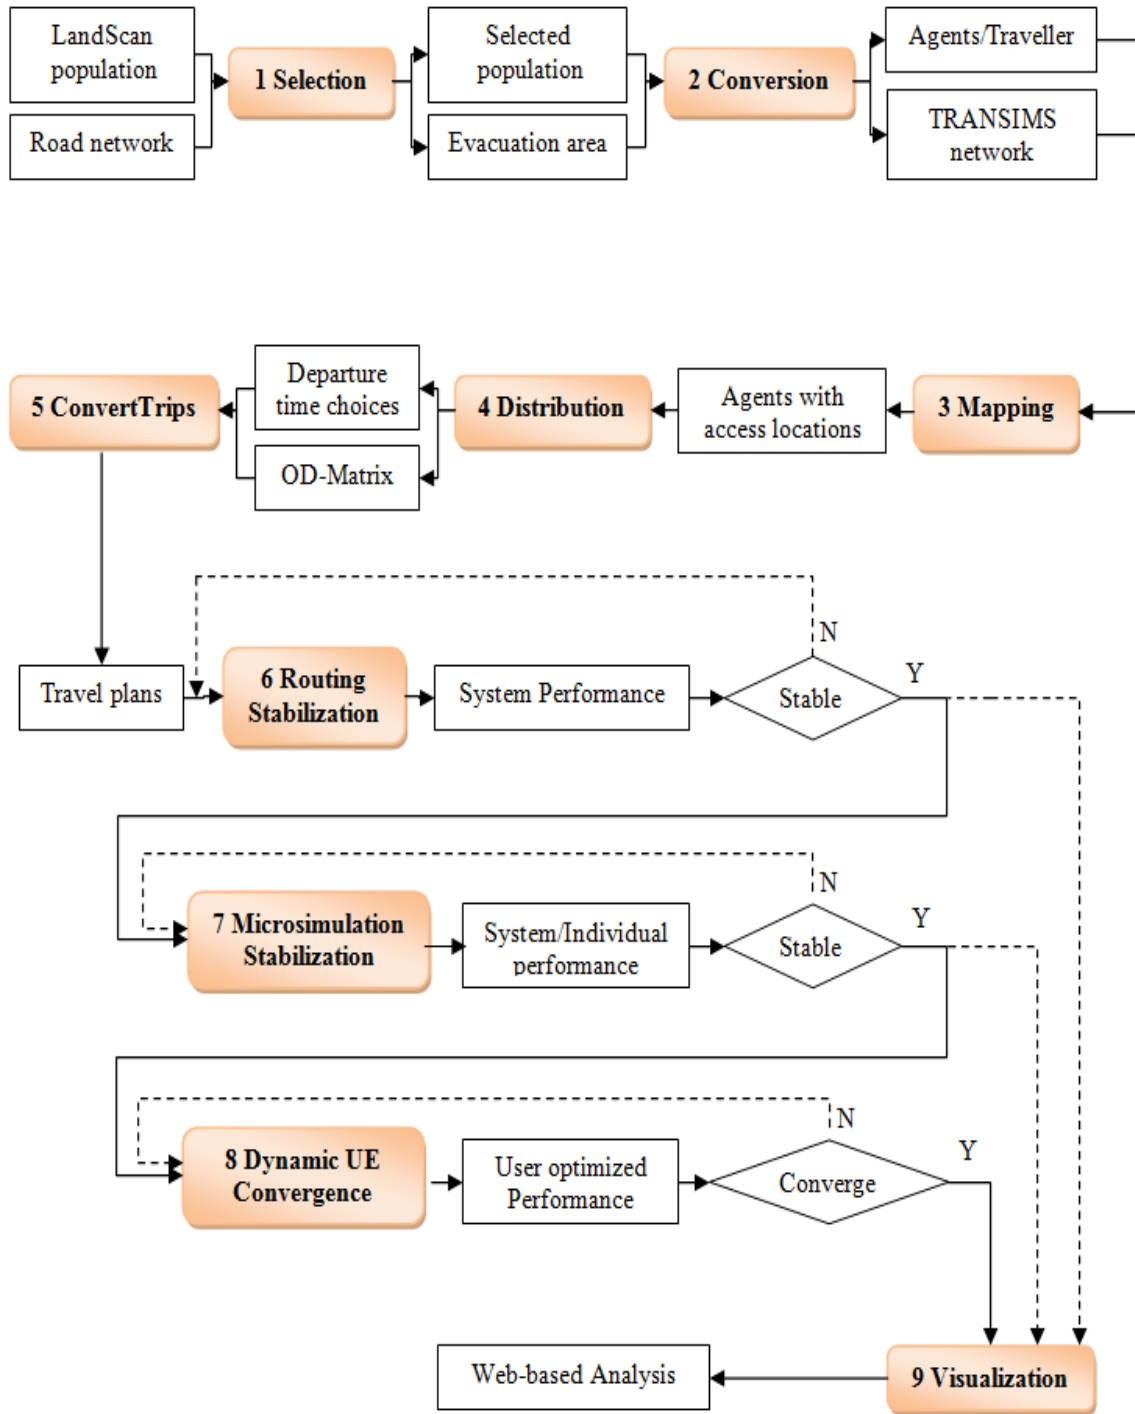 LandScan
population
Road network
1 Selection
Selected
population
Evacuation area
2 Conversion
Agents/Traveller
TRANSIMS
network
5 ConvertTrips
Departure
time choices
OD-Matrix
4 Distribution
Agents with
access locations
3 Mapping
Travel plans
6 Routing
Stabilization
System Performance
Stable
N
Y
7 Microsimulation
Stabilization
System/Individual
performance
Stable
N
Y
8 Dynamic UE
Convergence
User optimized
Performance
Converge
N
Y
Web-based Analysis
9 Visualization